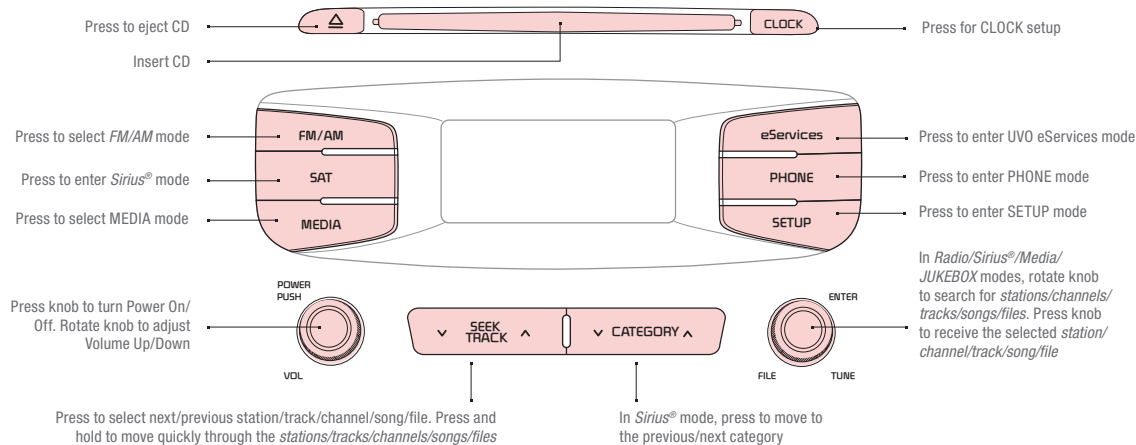 Press to eject CD
CLOCK
Press for CLOCK setup
Insert CD
Press to select FM/AM mode
FM/AM
eServices
Press to enter UVO eServices mode
Press to enter Sirius® mode
SAT
PHONE
Press to enter PHONE mode
Press to select MEDIA mode
MEDIA
SETUP
Press to enter SETUP mode
In Radio/Sirius®/Media/
JUKEBOX modes, rotate knob
to search for stations/channels/
tracks/songs/files. Press knob
to receive the selected station/
channel/track/song/file
Press knob to turn Power On/
Off. Rotate knob to adjust
Volume Up/Down
POWER
PUSH
VOL
SEEK
TRACK
CATEGORY
ENTER
FILE
TUNE
Press to select next/previous station/track/channel/song/file. Press and
hold to move quickly through the stations/tracks/channels/songs/files
In Sirius® mode, press to move to
the previous/next category